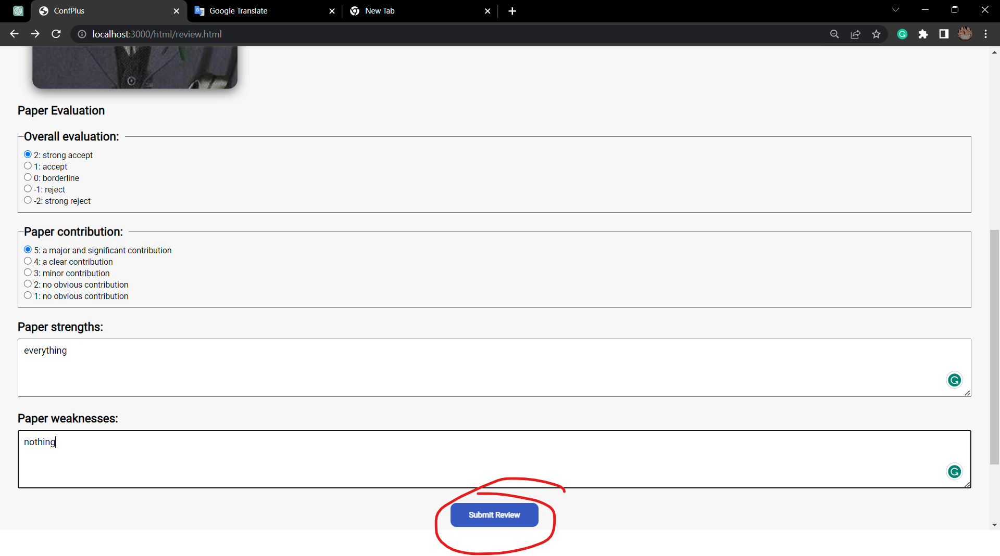 ConfPlus
Google Translate
New Tab
localhost:3000/html/review.html
Paper Evaluation
Overall evaluation:
2: strong accept
1: accept
0: borderline
-1: reject
-2: strong reject
Paper contribution:
5: a major and significant contribution
4: a clear contribution
3: minor contribution
2: no obvious contribution
1: no obvious contribution
Paper strengths:
everything
Paper weaknesses:
nothing
Submit Review